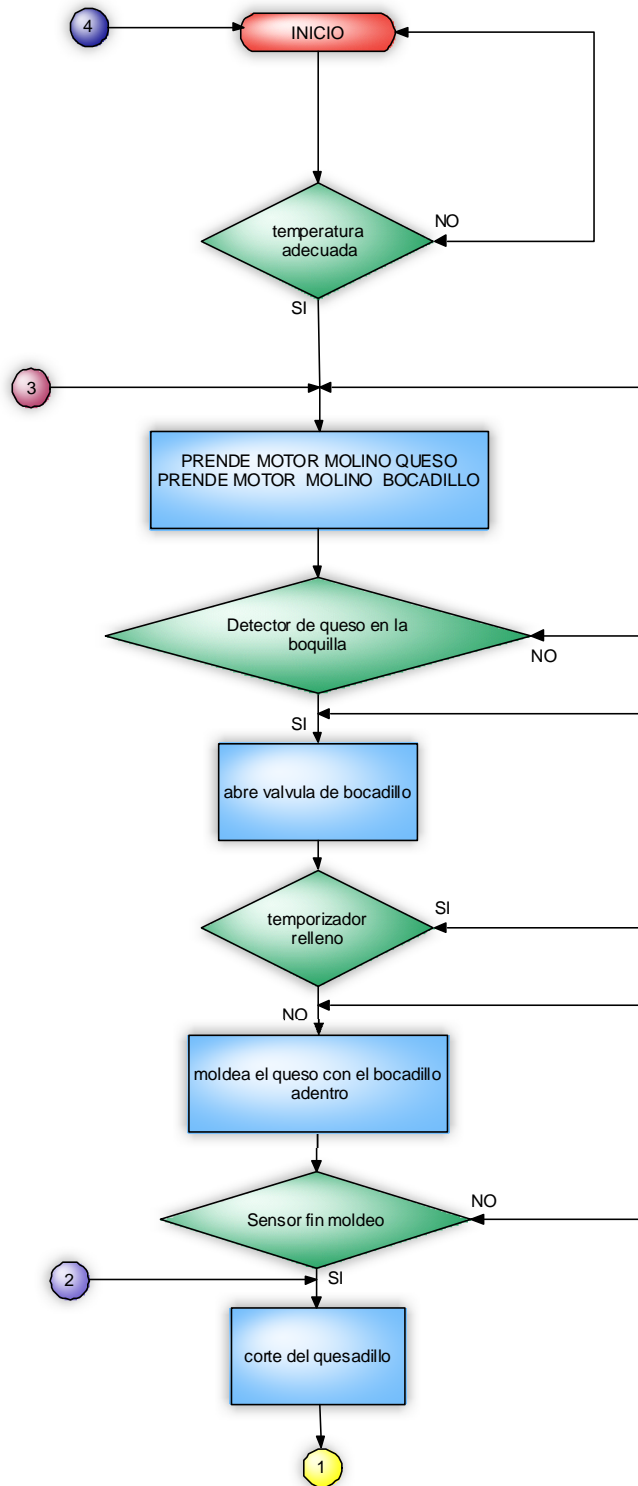 4
INICIO
temperatura
adecuada
NO
SI
3
PRENDE MOTOR MOLINO QUESO
PRENDE MOTOR MOLINO BOCADILLO
Detector de queso en la
boquilla
NO
SI
abre valvula de bocadillo
temporizador
relleno
SI
NO
moldea el queso con el bocadillo
adentro
Sensor fin moldeo
NO
SI
2
corte del quesadillo
1